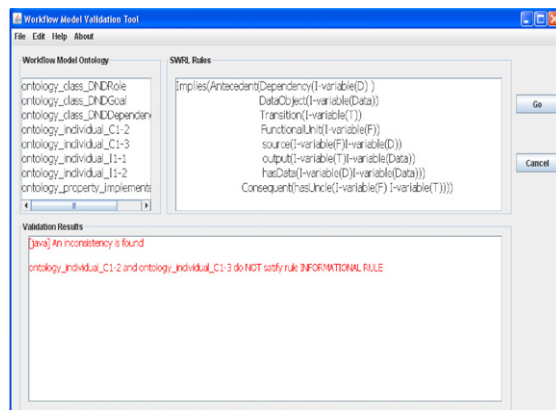 Workflow Model Validation Tool
File Edit Help About
Workflow Model Ontology
ontology_class_DNDRole
ontology_class_DNDGoal
ontology_class_DNDDependen
ontology_individual_C1-2
ontology_individual_C1-3
ontology_individual_I1-1
ontology_individual_I1-2
ontology_property_implementa
SWRL Rules
Implies(Antecedent(Dependency(I-variable(D) )
DataObject(I-variable(Data))
Transition(I-variable(T))
FunctionalUnit(I-variable(F))
source(I-variable(F)I-variable(D))
output(I-variable(T)I-variable(Data))
hasData(I-variable(D)I-variable(Data)))
Consequent(hasUncle(I-variable(F) I-variable(T))))
Go
Cancel
Validation Results
[java] An inconsistency is found
ontology_individual_C1-2 and ontology_individual_C1-3 do NOT satify rule INFORMATIONAL RULE